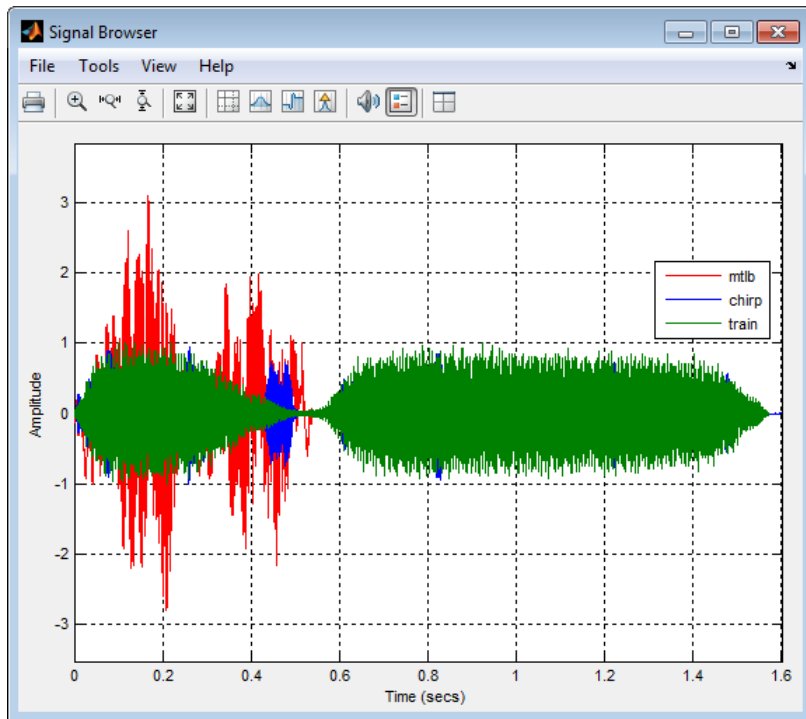 Signal Browser
File Tools View Help
3
2
1
0
-1
-2
-3
Amplitude
mtlb
chirp
train
0 0.2 0.4 0.6 0.8 1 1.2 1.4 1.6
Time (secs)